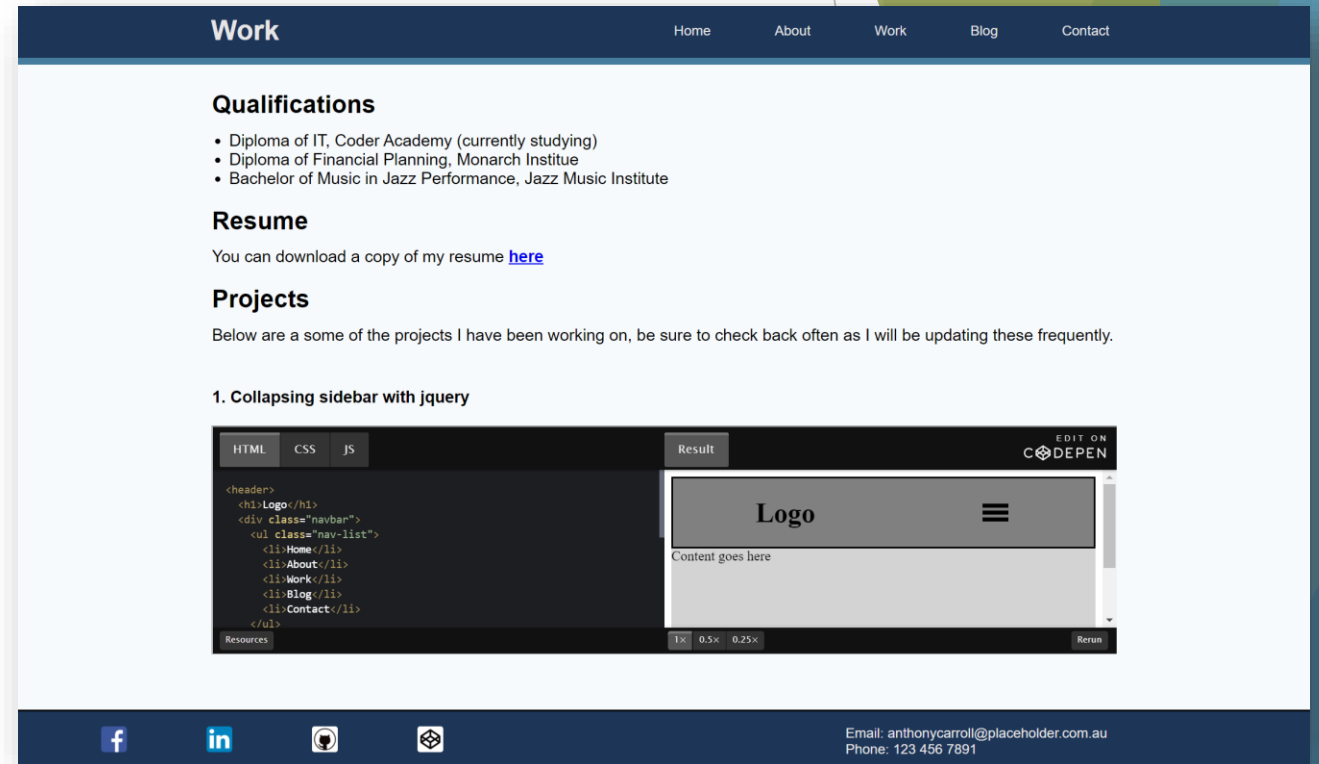 Work
Home About Work Blog Contact
Qualifications
• Diploma of IT, Coder Academy (currently studying)
• Diploma of Financial Planning, Monarch Institue
• Bachelor of Music in Jazz Performance, Jazz Music Institute
Resume
You can download a copy of my resume here
Projects
Below are a some of the projects I have been working on, be sure to check back often as I will be updating these frequently.
1. Collapsing sidebar with jquery
HTML CSS JS
<header>
<h1>Logo</h1>
<div class="navbar">
<ul class="nav-list">
<li>Home</li>
<li>About</li>
<li>Work</li>
<li>Blog</li>
<li>Contact</li>
</ul>
Resources
Result
EDIT ON
CODEPEN
Logo
Content goes here
1× 0.5× 0.25×
Rerun
f
in
Email: anthonycarroll@placeholder.com.au
Phone: 123 456 7891